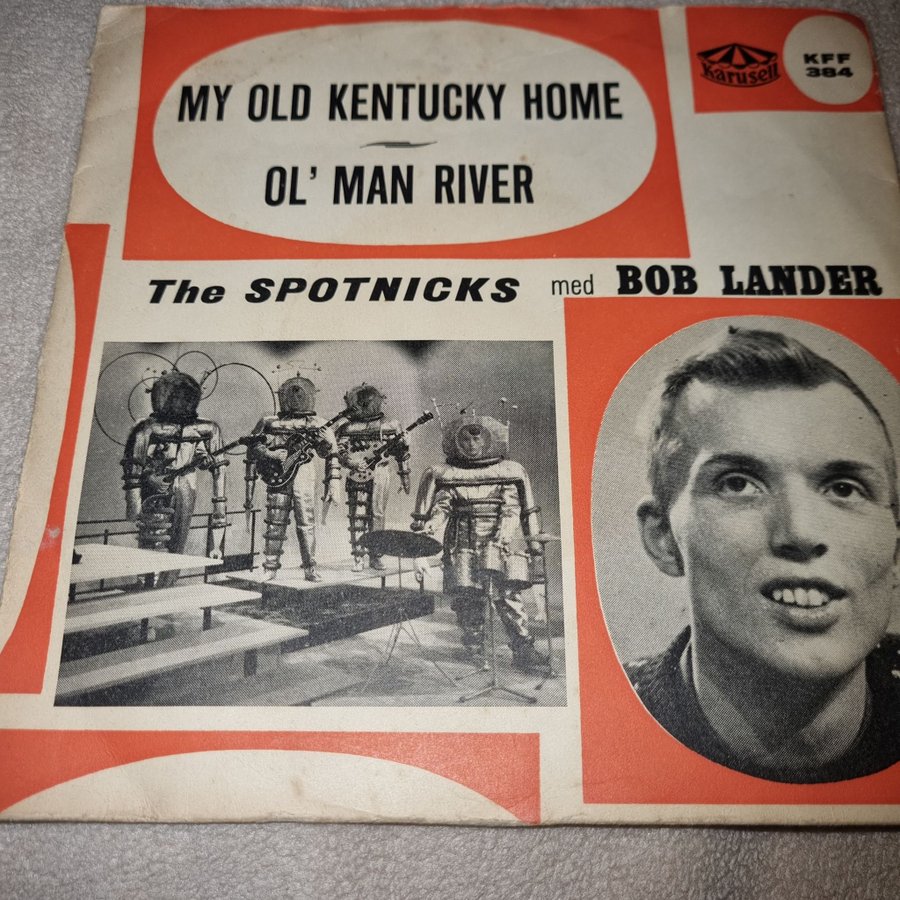 MY OLD KENTUCKY HOME
OL' MAN RIVER
Karusell
KFF
384
The SPOTNICKS med BOB LANDER